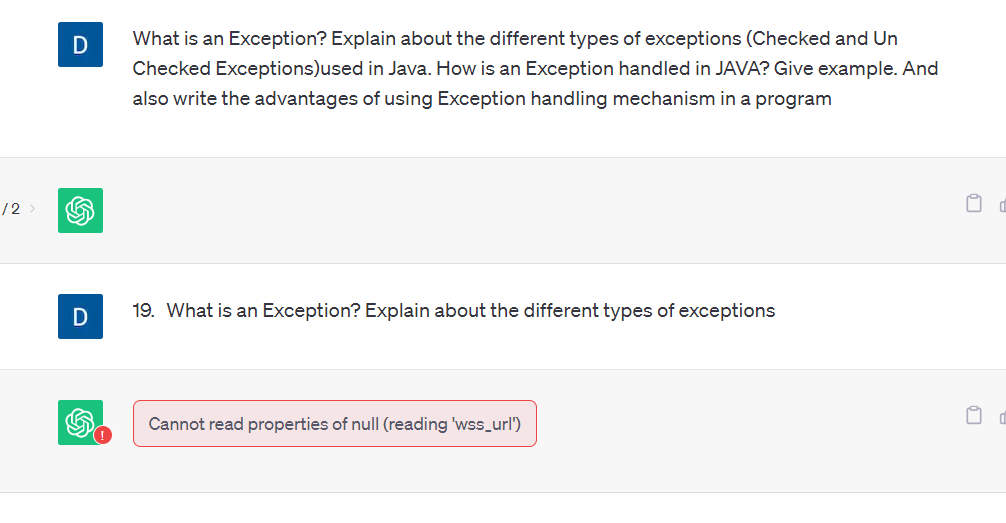 D
What is an Exception? Explain about the different types of exceptions (Checked and Un
Checked Exceptions)used in Java. How is an Exception handled in JAVA? Give example. And
also write the advantages of using Exception handling mechanism in a program
/ 2 >
D
19. What is an Exception? Explain about the different types of exceptions
!
Cannot read properties of null (reading 'wss_url')